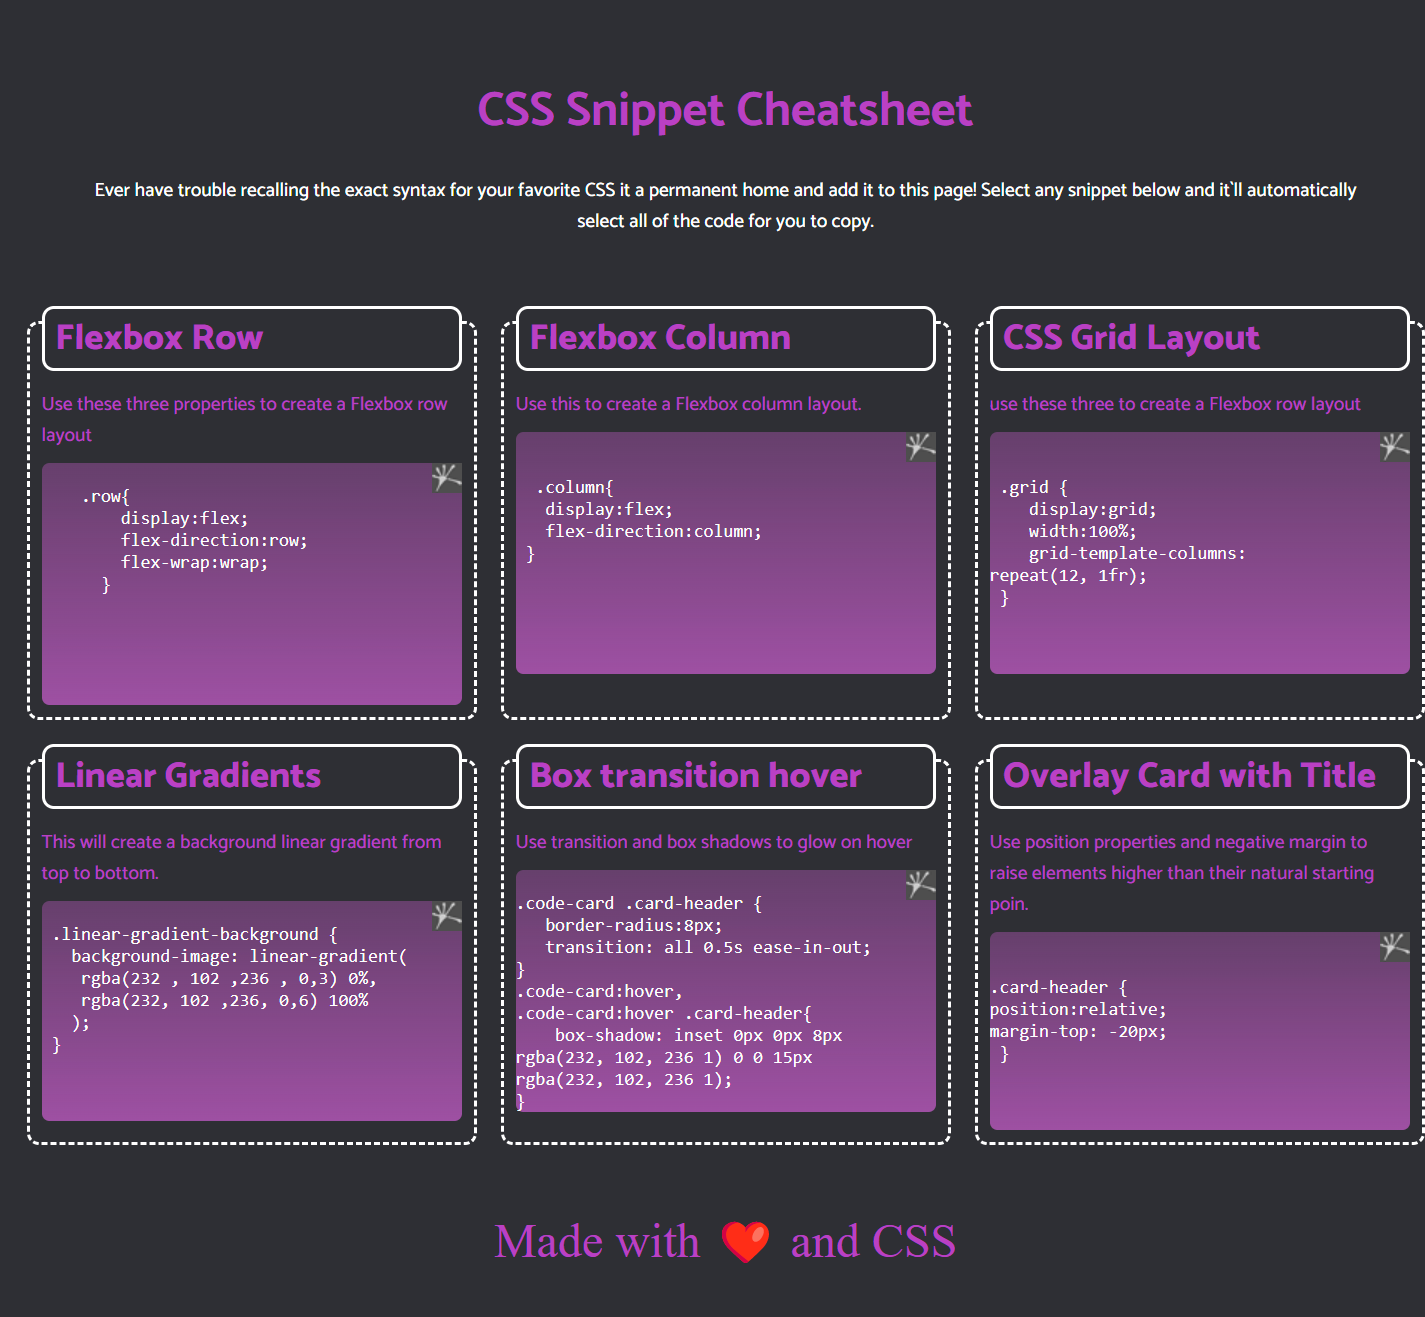 CSS Snippet Cheatsheet
Ever have trouble recalling the exact syntax for your favorite CSS it a permanent home and add it to this page! Select any snippet below and it`ll automatically
select all of the code for you to copy.
Flexbox Row
Use these three properties to create a Flexbox row
layout
.row{
display:flex;
flex-direction:row;
flex-wrap:wrap;
}
Flexbox Column
Use this to create a Flexbox column layout.
.column{
display:flex;
flex-direction:column;
}
CSS Grid Layout
use these three to create a Flexbox row layout
.grid {
display:grid;
width:100%;
grid-template-columns:
repeat(12, 1fr);
}
Linear Gradients
This will create a background linear gradient from
top to bottom.
.linear-gradient-background {
background-image: linear-gradient(
rgba(232 , 102 ,236 , 0,3) 0%,
rgba(232, 102 ,236, 0,6) 100%
);
}
Box transition hover
Use transition and box shadows to glow on hover
.code-card .card-header {
border-radius:8px;
transition: all 0.5s ease-in-out;
}
.code-card:hover,
.code-card:hover .card-header{
box-shadow: inset 0px 0px 8px
rgba(232, 102, 236 1) 0 0 15px
rgba(232, 102, 236 1);
}
Overlay Card with Title
Use position properties and negative margin to
raise elements higher than their natural starting
poin.
.card-header {
position:relative;
margin-top: -20px;
}
Made with ❤️ and CSS